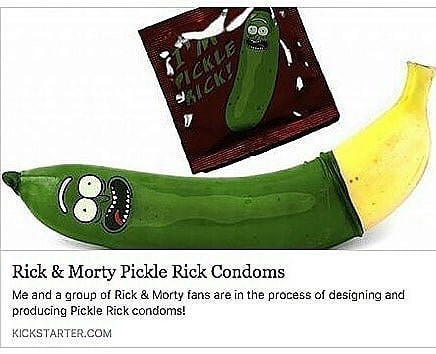 I'M
PICKLE
RICK!
Rick & Morty Pickle Rick Condoms
Me and a group of Rick & Morty fans are in the process of designing and
producing Pickle Rick condoms!
KICKSTARTER.COM